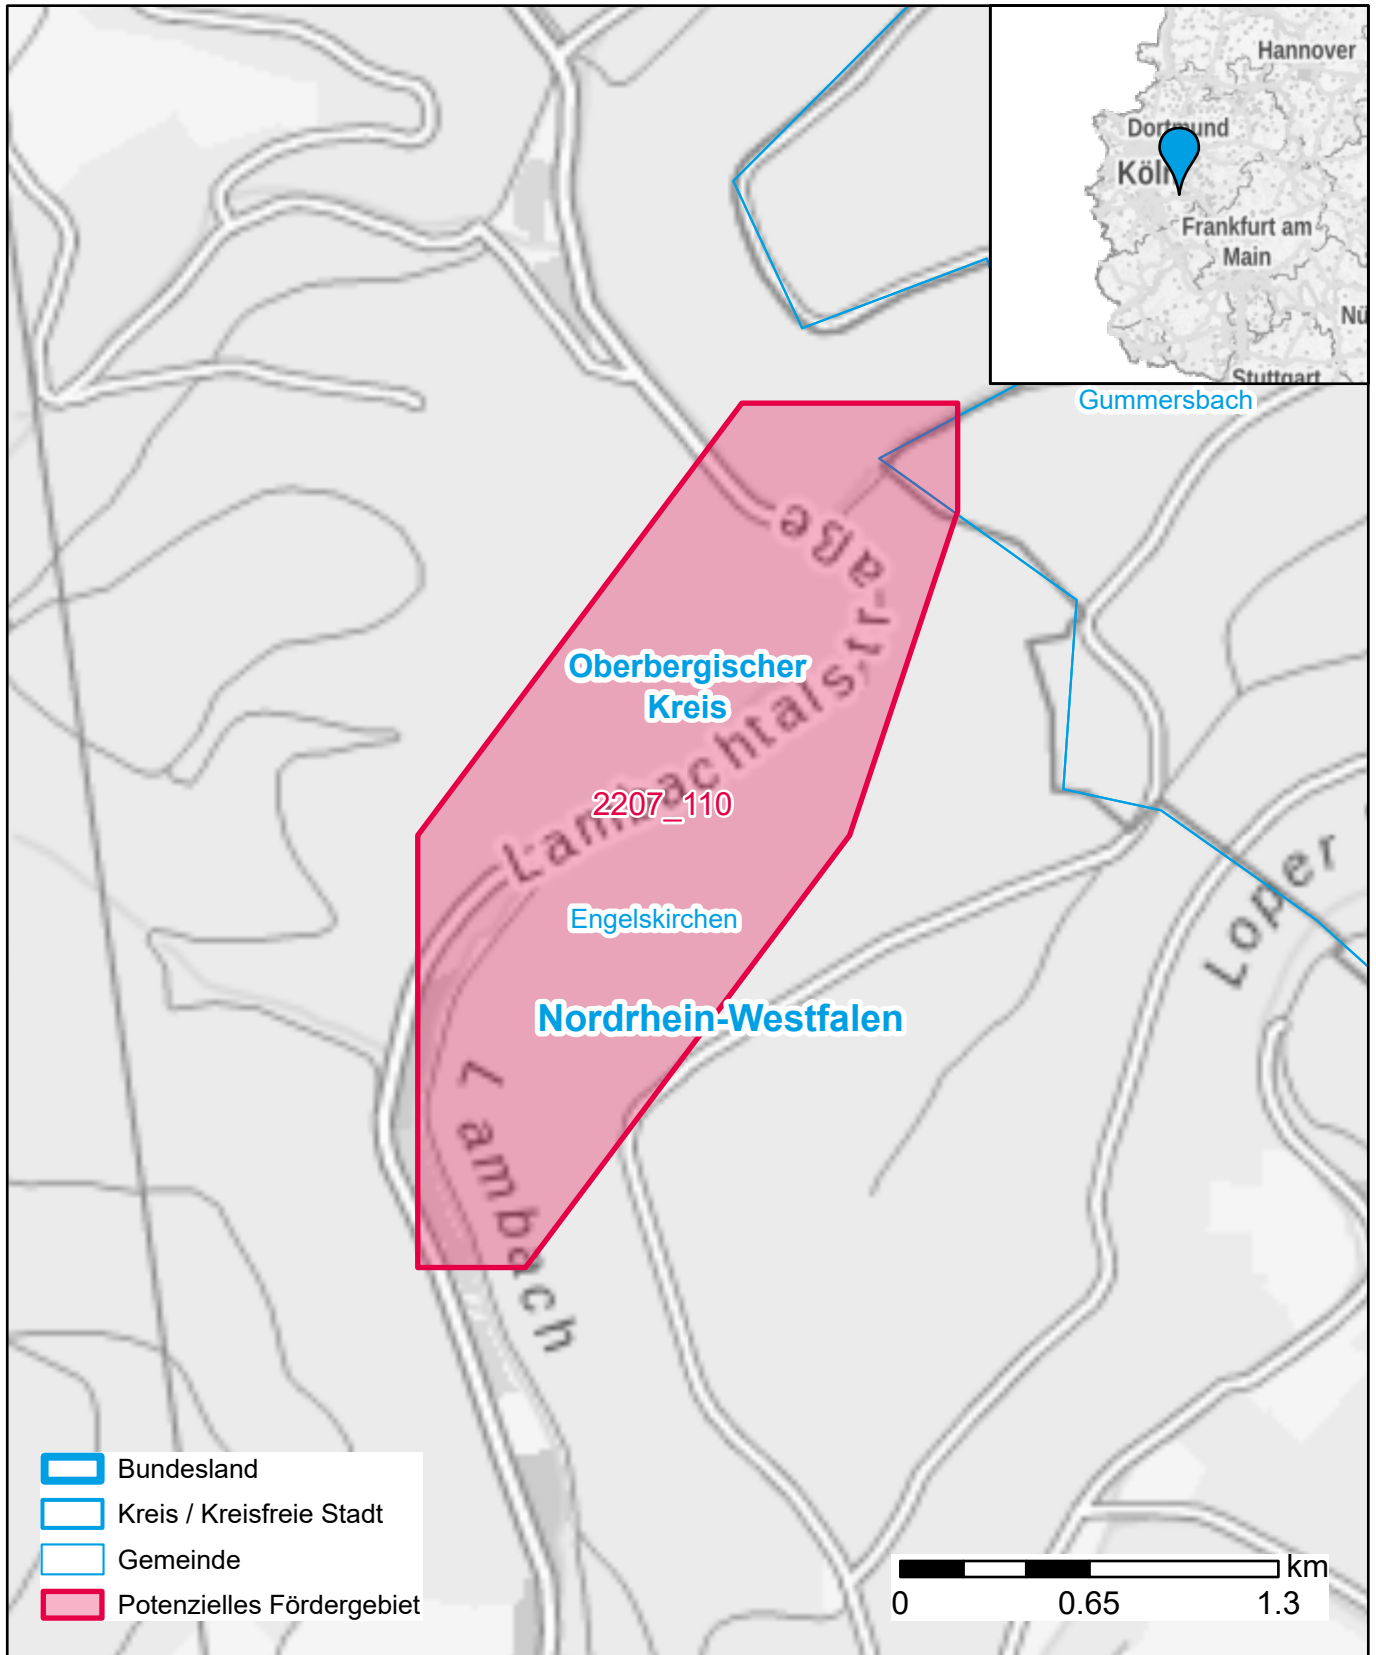 Hannover
Dortmund
Köln
Frankfurt am
Main
Nü
Stuttgart
Gummersbach
Lambachtalstraße
Oberbergischer
Kreis
2207_110
Engelskirchen
Loper
Nordrhein-Westfalen
Lambach
Bundesland
Kreis / Kreisfreie Stadt
Gemeinde
Potenzielles Fördergebiet
km
0 0.65 1.3